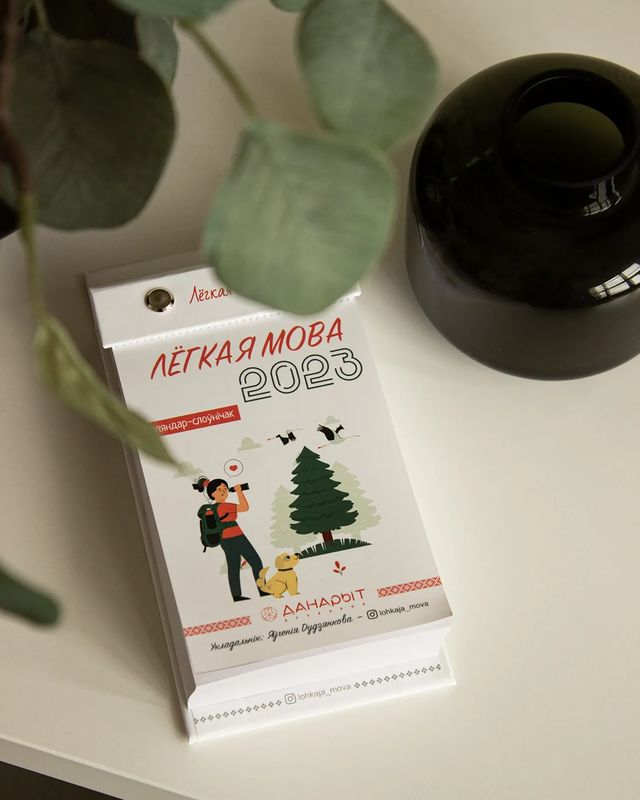 Лёгкая
ЛЁГКАЯ МОВА
2023
ляндар-слоўнічак
ДАНАРЫТ
Укладальнік: Яўгенія Дудзянкова – lohkaja_mova
lohkaja_mova